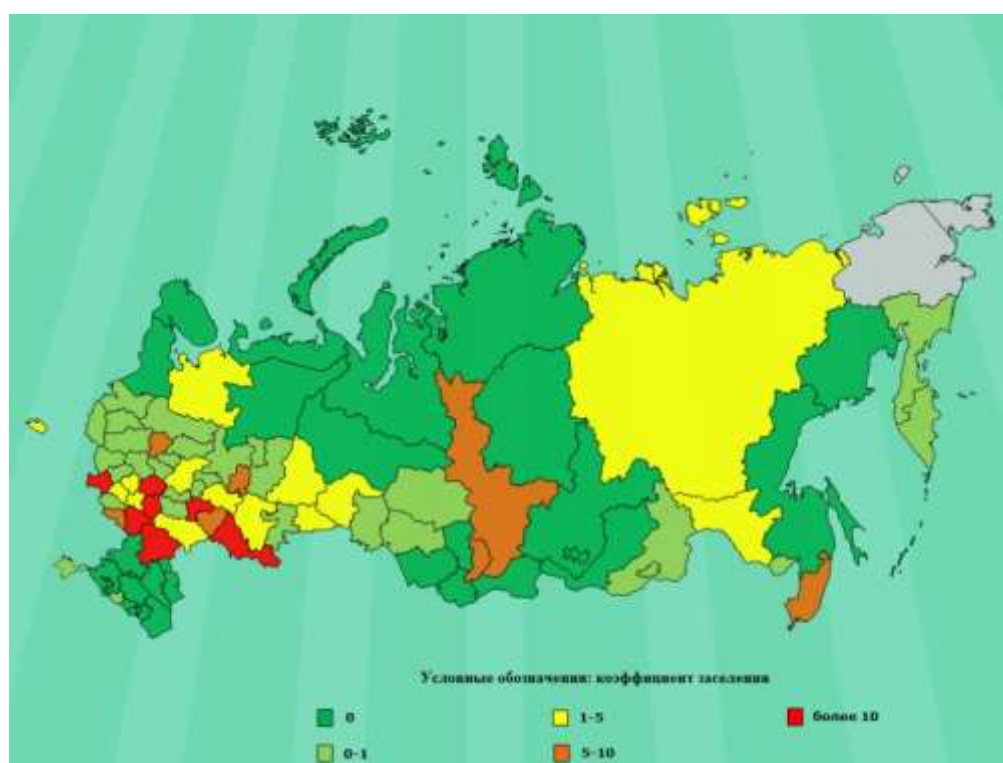 Условные обозначения: коэффициент заселения
0
1-5
более 10
0-1
5-10